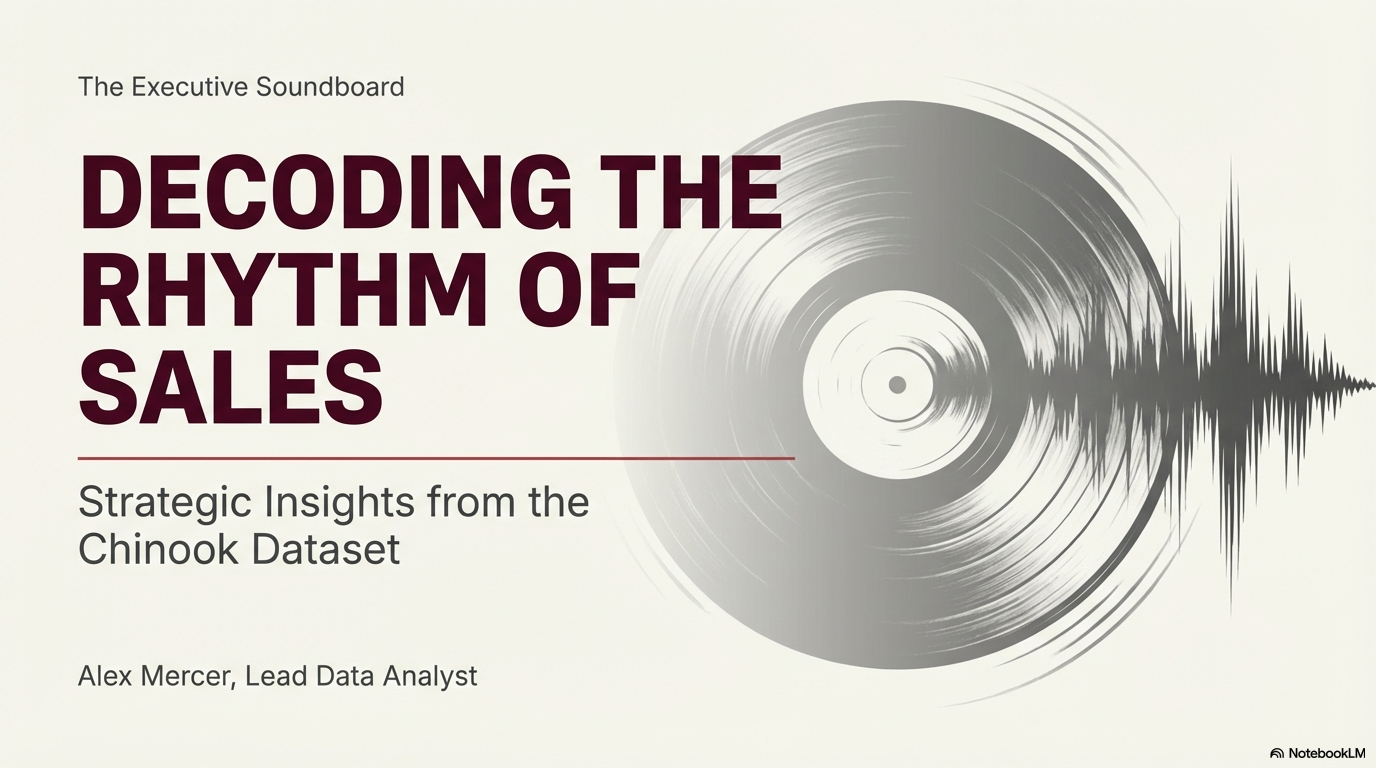 The Executive Soundboard
DECODING THE
RHYTHM OF
SALES
Strategic Insights from the
Chinook Dataset
Alex Mercer, Lead Data Analyst
NotebookLM